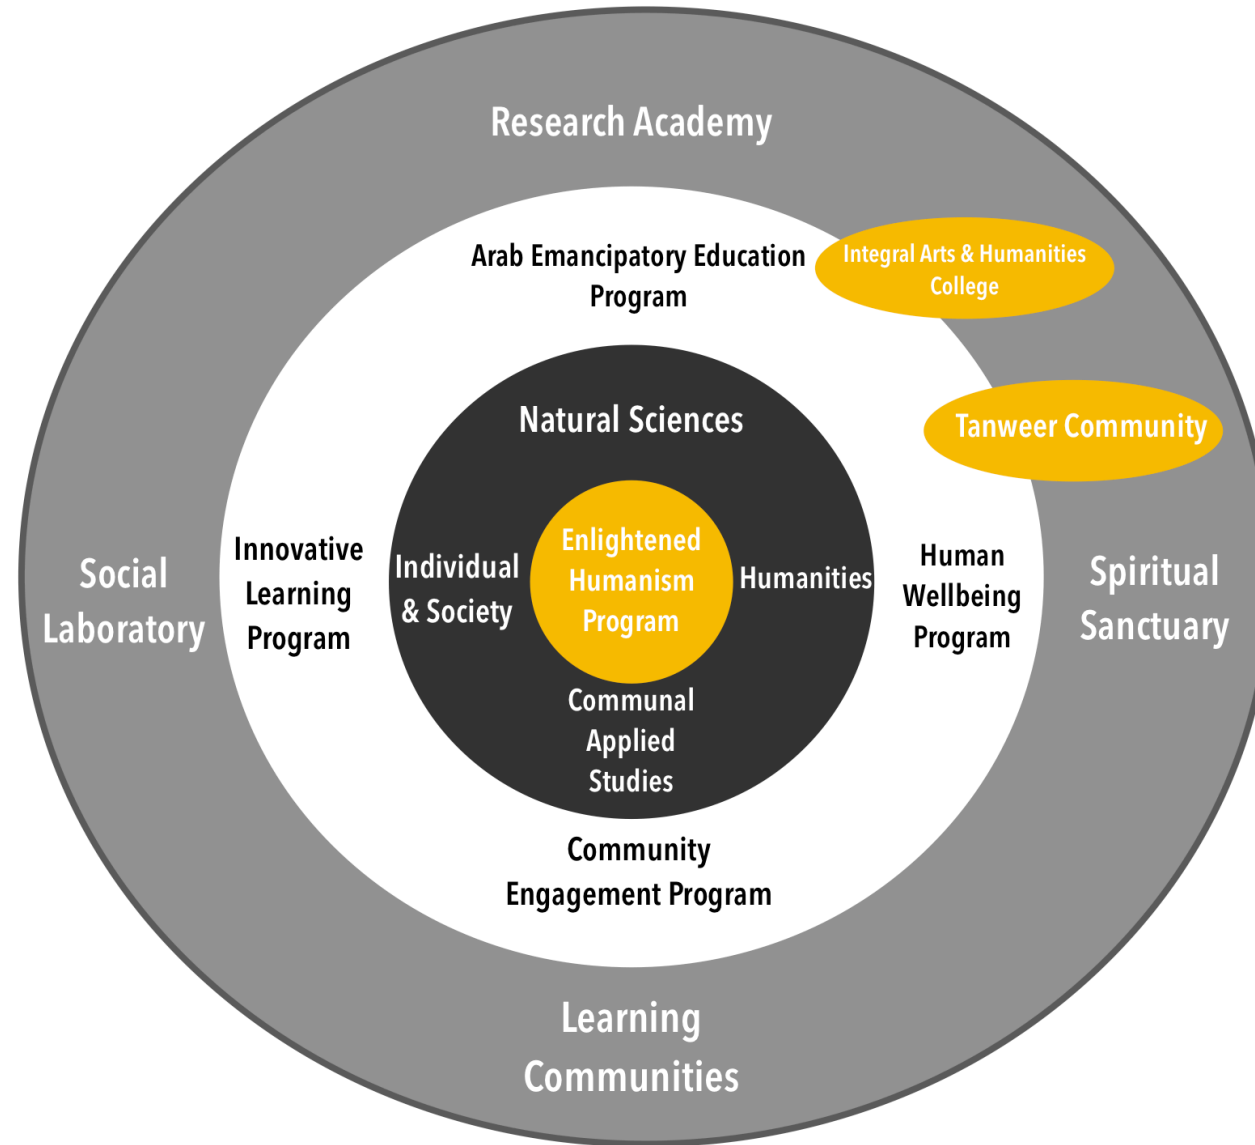 Research Academy
Arab Emancipatory Education
Program
Integral Arts & Humanities
College
Natural Sciences
Tanweer Community
Social
Laboratory
Innovative
Learning
Program
Individual
& Society
Enlightened
Humanism
Program
Humanities
Human
Wellbeing
Program
Spiritual
Sanctuary
Communal
Applied
Studies
Community
Engagement Program
Learning
Communities